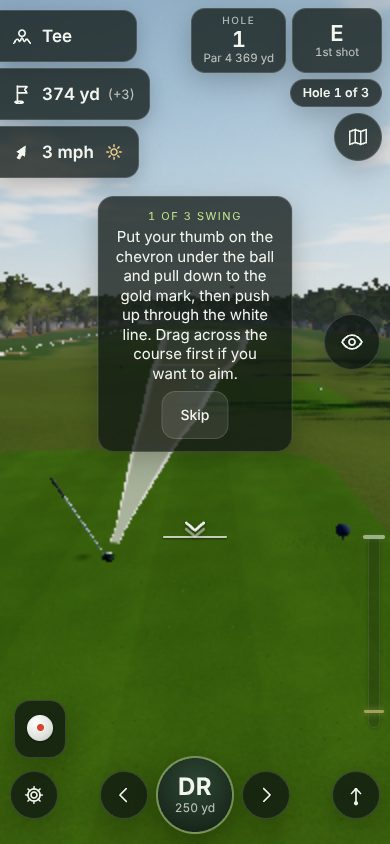 Tee
374 yd (+3)
3 mph
HOLE
1
Par 4 369 yd
E
1st shot
Hole 1 of 3
1 OF 3 SWING
Put your thumb on the
chevron under the ball
and pull down to the
gold mark, then push
up through the white
line. Drag across the
course first if you
want to aim.
Skip
DR
250 yd